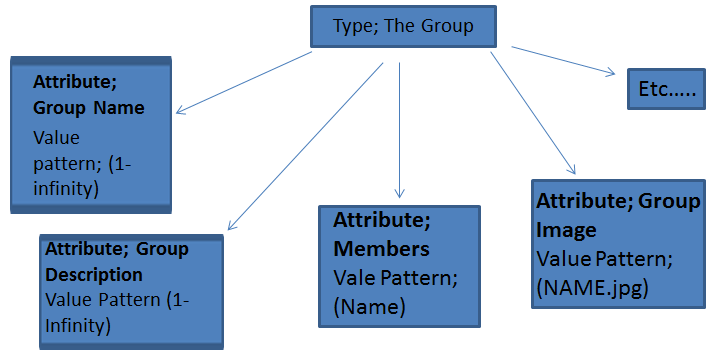 Type; The Group
Etc…..
Attribute;
Group Name
Value
pattern; (1-
infinity)
Attribute; Group
Description
Value Pattern (1-
Infinity)
Attribute;
Members
Vale Pattern;
(Name)
Attribute; Group
Image
Value Pattern;
(NAME.jpg)